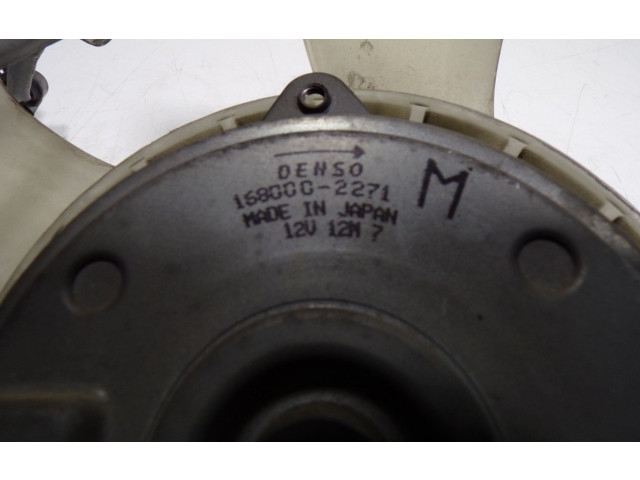 DENSO
168000-2271 M
MADE IN JAPAN
12V 12M 7